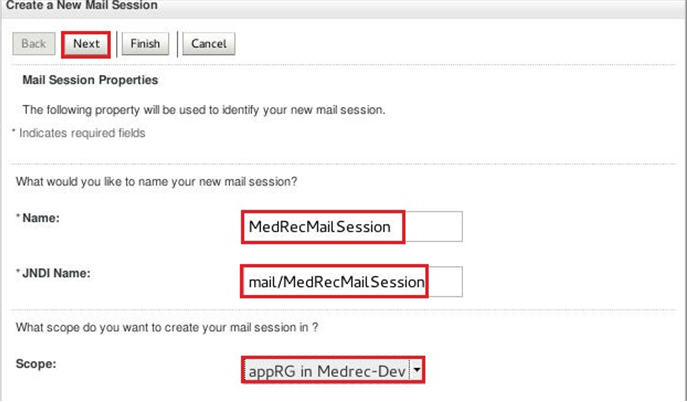 Create a New Mail Session
Back Next Finish Cancel
Mail Session Properties
The following property will be used to identify your new mail session.
* Indicates required fields
What would you like to name your new mail session?
* Name: MedRecMailSession
* JNDI Name: mail/MedRecMailSession
What scope do you want to create your mail session in ?
Scope: appRG in Medrec-Dev